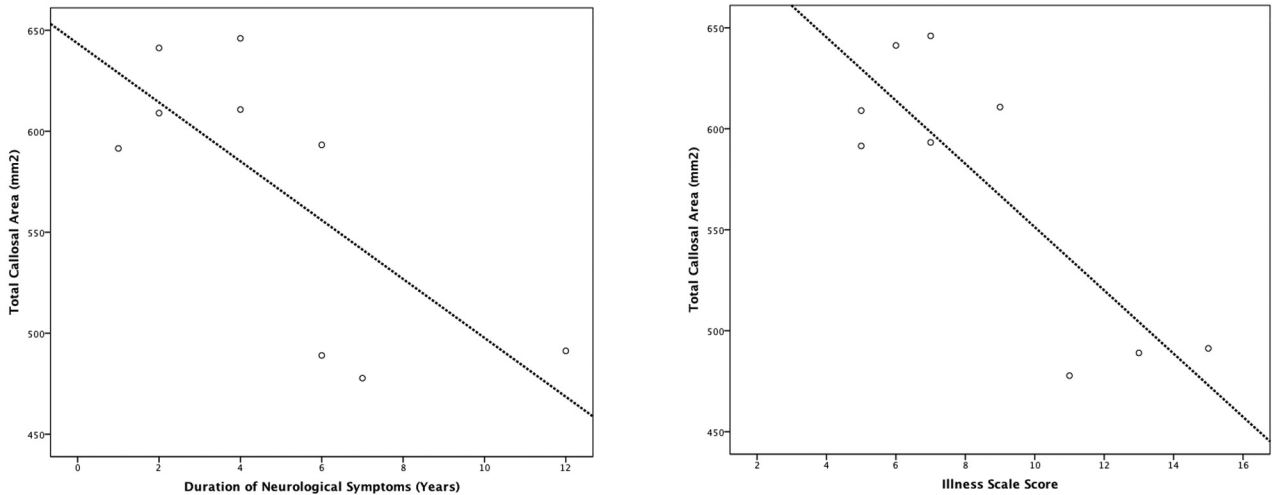 650
600
550
500
450
Total Callosal Area (mm2)
0 2 4 6 8 10 12
Duration of Neurological Symptoms (Years)
650
600
550
500
450
Total Callosal Area (mm2)
2 4 6 8 10 12 14 16
Illness Scale Score